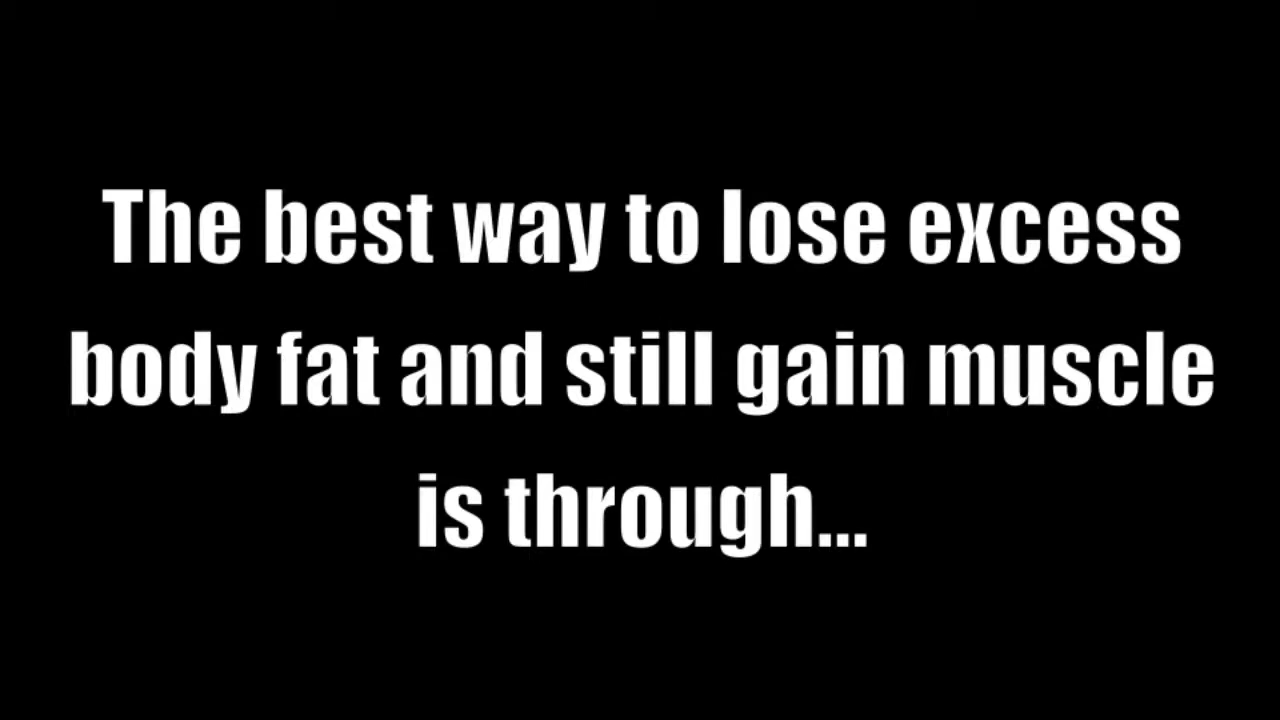 The best way to lose excess
body fat and still gain muscle
is through...